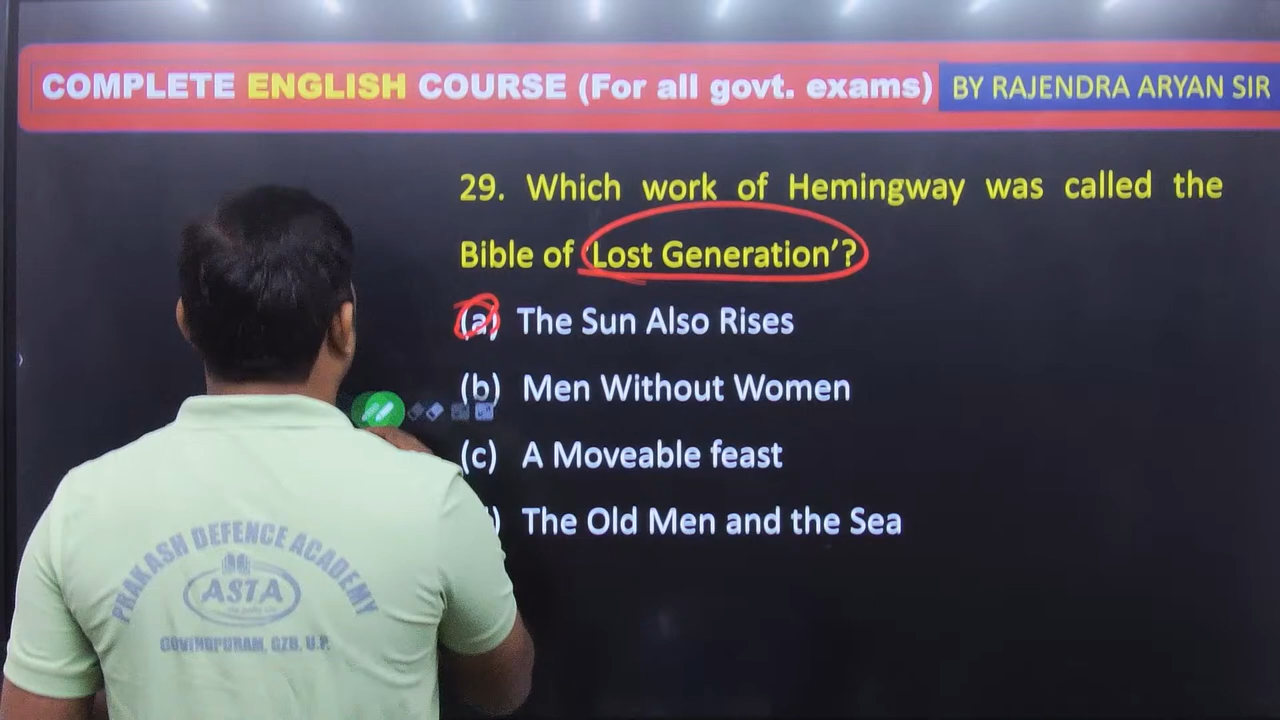 COMPLETE ENGLISH COURSE (For all govt. exams) BY RAJENDRA ARYAN SIR
29. Which work of Hemingway was called the
Bible of 'Lost Generation'?
(a) The Sun Also Rises
(b) Men Without Women
(c) A Moveable feast
) The Old Men and the Sea
PRAKASH DEFENCE ACADEMY
ASTA
GOVINDPURAM, GZB, U.P.